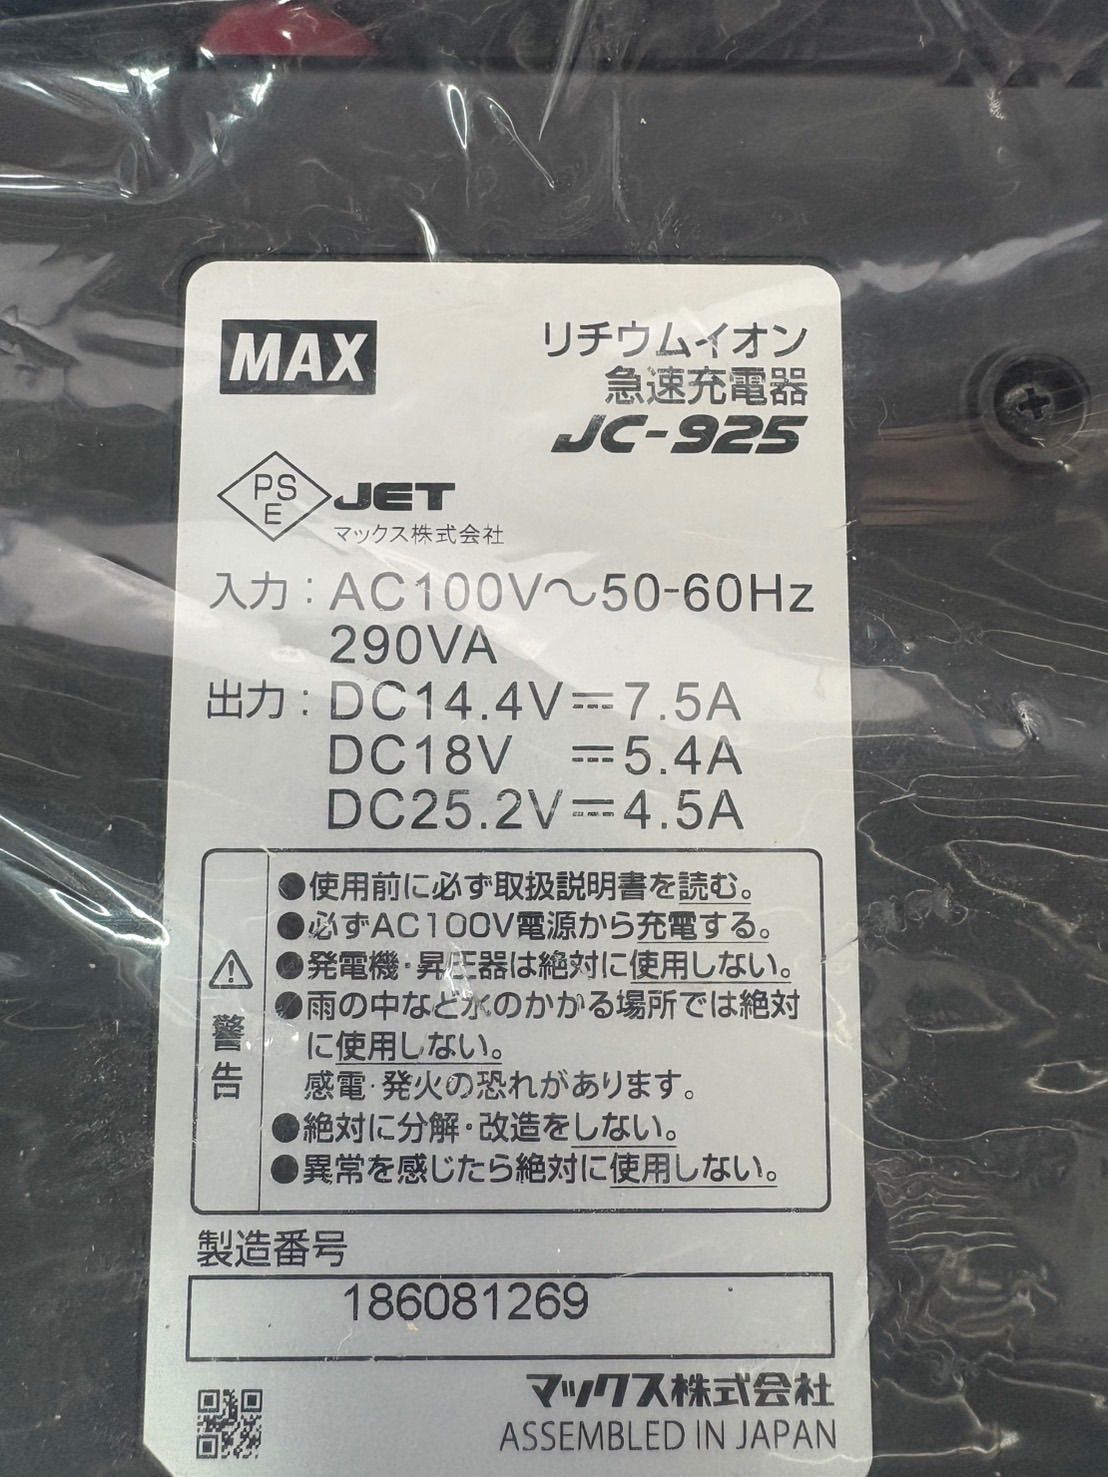 MAX
リチウムイオン
急速充電器
JC-925
PS
E
JET
マックス株式会社
入力：AC100V～50-60Hz
290VA
出力：DC14.4V⎓7.5A
DC18V ⎓5.4A
DC25.2V⎓4.5A
警告
●使用前に必ず取扱説明書を読む。
●必ずAC100V電源から充電する。
●発電機・昇圧器は絶対に使用しない。
●雨の中など水のかかる場所では絶対
に使用しない。
感電・発火の恐れがあります。
●絶対に分解・改造をしない。
●異常を感じたら絶対に使用しない。
製造番号
186081269
マックス株式会社
ASSEMBLED IN JAPAN